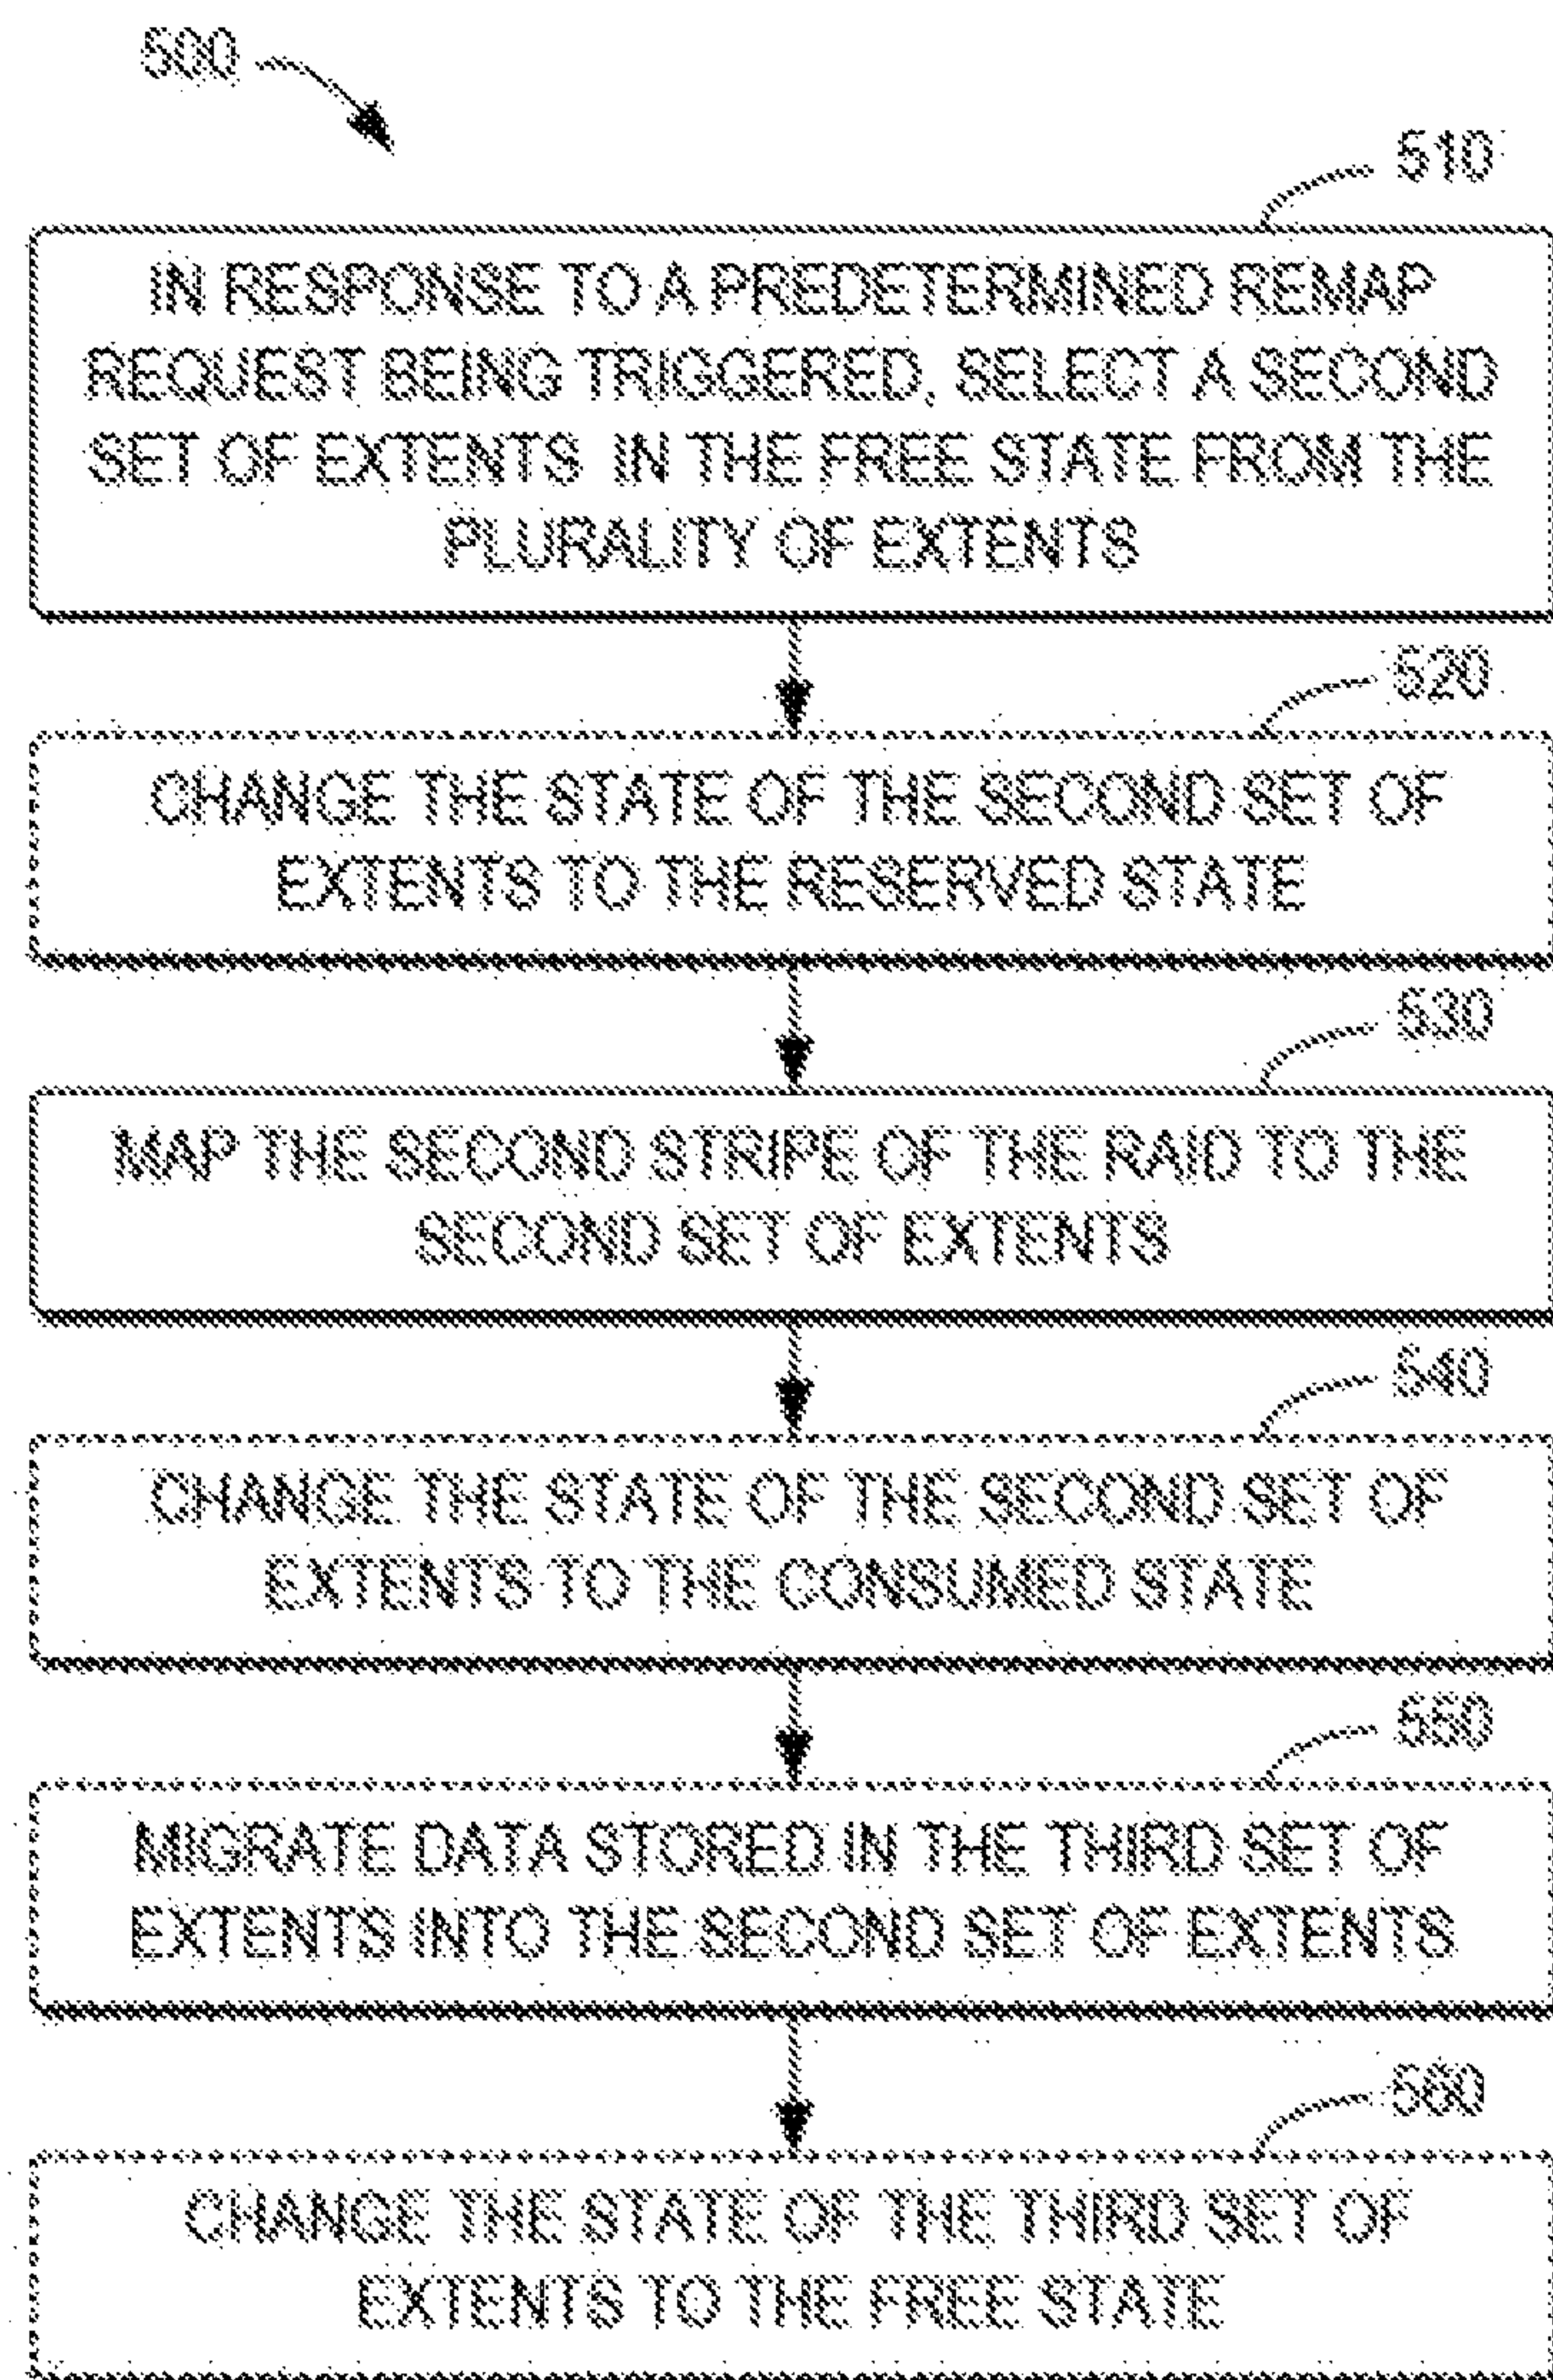 500
510
IN RESPONSE TO A PREDETERMINED REMAP
REQUEST BEING TRIGGERED, SELECT A SECOND
SET OF EXTENTS IN THE FREE STATE FROM THE
PLURALITY OF EXTENTS
520
CHANGE THE STATE OF THE SECOND SET OF
EXTENTS TO THE RESERVED STATE
530
MAP THE SECOND STRIPE OF THE RAID TO THE
SECOND SET OF EXTENTS
540
CHANGE THE STATE OF THE SECOND SET OF
EXTENTS TO THE CONSUMED STATE
550
MIGRATE DATA STORED IN THE THIRD SET OF
EXTENTS INTO THE SECOND SET OF EXTENTS
560
CHANGE THE STATE OF THE THIRD SET OF
EXTENTS TO THE FREE STATE